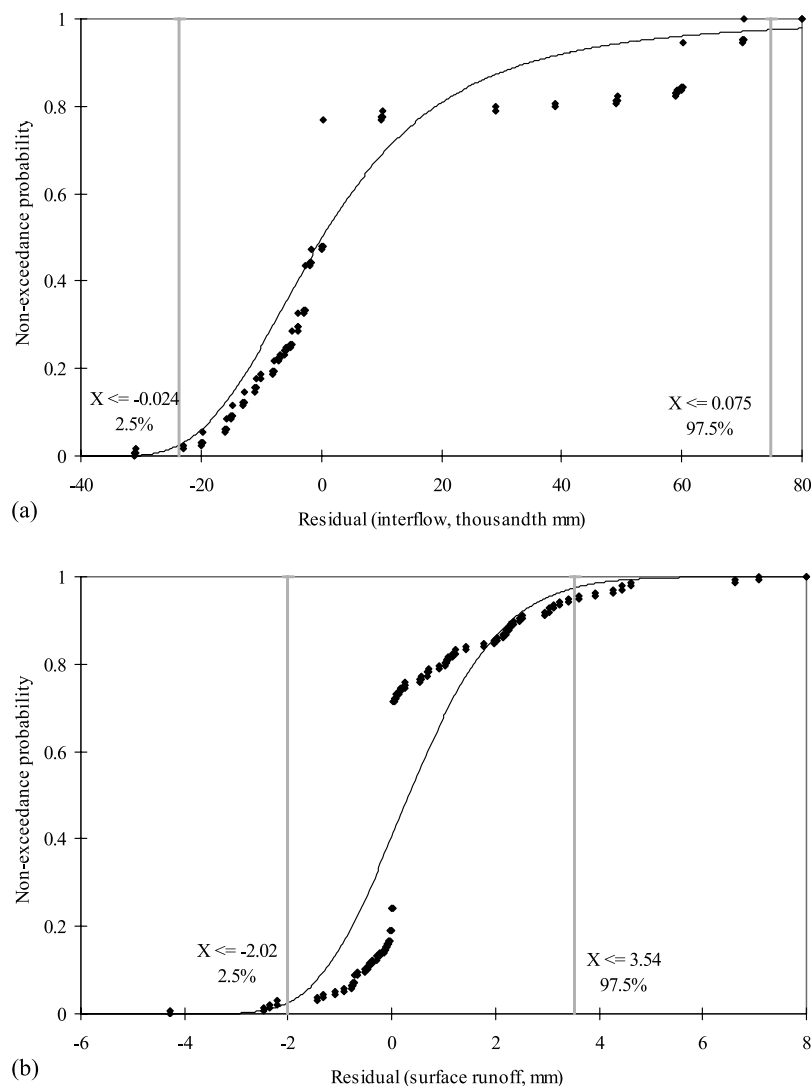 1
0.8
0.6
0.4
0.2
0
Non-exceedance probability
X <= -0.024
2.5%
X <= 0.075
97.5%
-40 -20 0 20 40 60 80
(a)
Residual (interflow, thousandth mm)
1
0.8
0.6
0.4
0.2
0
Non-exceedance probability
X <= -2.02
2.5%
X <= 3.54
97.5%
-6 -4 -2 0 2 4 6 8
(b)
Residual (surface runoff, mm)